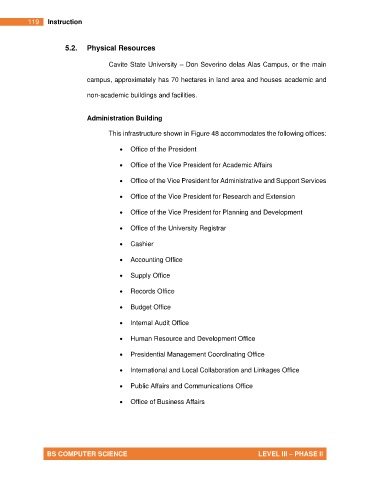 119 Instruction
5.2. Physical Resources
Cavite State University – Don Severino delas Alas Campus, or the main
campus, approximately has 70 hectares in land area and houses academic and
non-academic buildings and facilities.
Administration Building
This infrastructure shown in Figure 48 accommodates the following offices:
• Office of the President
• Office of the Vice President for Academic Affairs
• Office of the Vice President for Administrative and Support Services
• Office of the Vice President for Research and Extension
• Office of the Vice President for Planning and Development
• Office of the University Registrar
• Cashier
• Accounting Office
• Supply Office
• Records Office
• Budget Office
• Internal Audit Office
• Human Resource and Development Office
• Presidential Management Coordinating Office
• International and Local Collaboration and Linkages Office
• Public Affairs and Communications Office
• Office of Business Affairs
BS COMPUTER SCIENCE LEVEL III – PHASE II